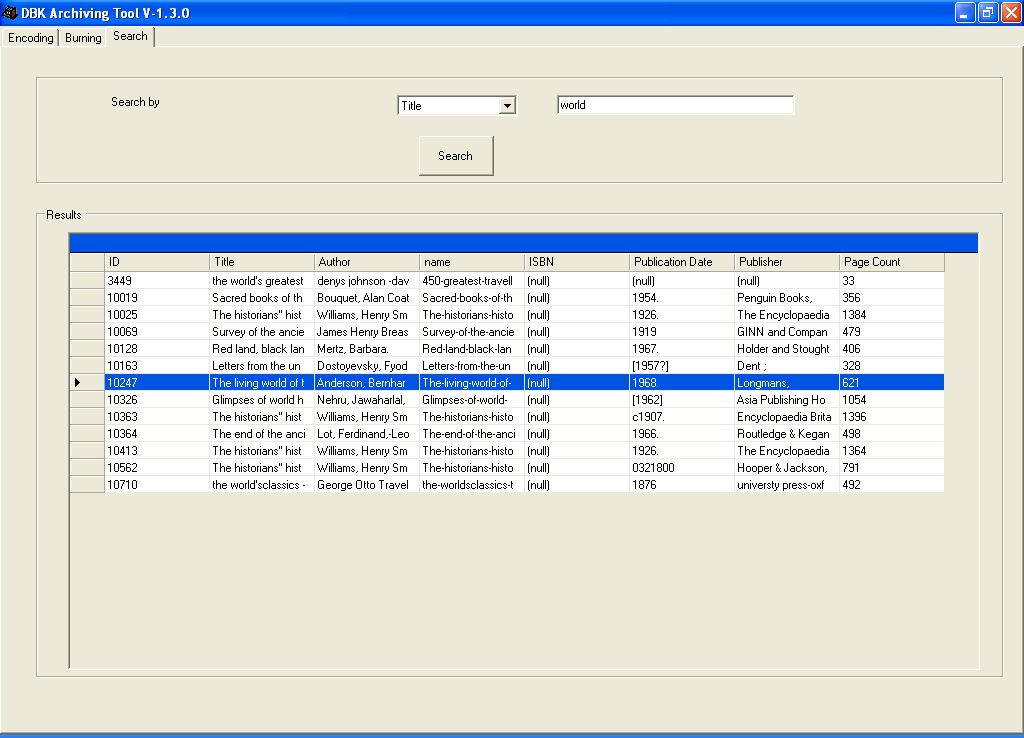 DBK Archiving Tool V-1.3.0
Encoding Burning Search
Search by Title world
Search
Results
ID Title Author name ISBN Publication Date Publisher Page Count
3449 the world's greatest denys johnson -dav 450-greatest-travell (null) (null) (null) 33
10019 Sacred books of th Bouquet, Alan Coat Sacred-books-of-th (null) 1954. Penguin Books, 356
10025 The historians'' hist Williams, Henry Sm The-historians-histo (null) 1926. The Encyclopaedia 1384
10069 Survey of the ancie James Henry Breas Survey-of-the-ancie (null) 1919 GINN and Compan 479
10128 Red land, black lan Mertz, Barbara. Red-land-black-lan (null) 1967. Holder and Stought 406
10163 Letters from the un Dostoyevsky, Fyod Letters-from-the-un (null) [1957?] Dent ; 328
10247 The living world of t Anderson, Bernhar The-living-world-of- (null) 1968. Longmans, 621
10326 Glimpses of world h Nehru, Jawaharlal, Glimpses-of-world- (null) [1962] Asia Publishing Ho 1054
10363 The historians'' hist Williams, Henry Sm The-historians-histo (null) c1907. Encyclopaedia Brita 1396
10364 The end of the anci Lot, Ferdinand,-Leo The-end-of-the-anci (null) 1966. Routledge & Kegan 498
10413 The historians'' hist Williams, Henry Sm The-historians-histo (null) 1926. The Encyclopaedia 1364
10562 The historians'' hist Williams, Henry Sm The-historians-histo (null) 0321800 Hooper & Jackson, 791
10710 the world'sclassics - George Otto Travel the-worldsclassics-t (null) 1876 universty press-oxf 492